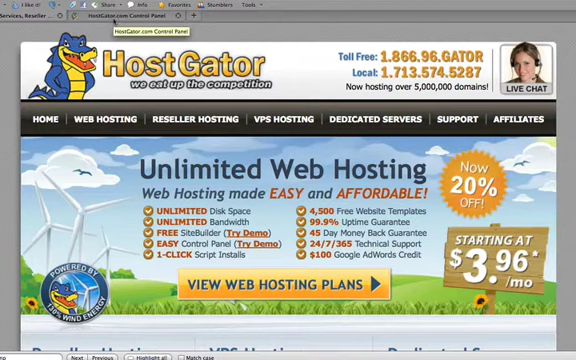 I like it!
Share
Info
Favorites
Stumblers
Tools
Services, Reseller ...
HostGator.com Control Panel
HostGator.com Control Panel
HostGator
we eat up the competition
Toll Free: 1.866.96.GATOR
Local: 1.713.574.5287
Now hosting over 5,000,000 domains!
LIVE CHAT
HOME WEB HOSTING RESELLER HOSTING VPS HOSTING DEDICATED SERVERS SUPPORT AFFILIATES
Unlimited Web Hosting
Web Hosting made EASY and AFFORDABLE!
Now
20%
OFF!
UNLIMITED Disk Space
UNLIMITED Bandwidth
FREE SiteBuilder (Try Demo)
EASY Control Panel (Try Demo)
1-CLICK Script Installs
4,500 Free Website Templates
99.9% Uptime Guarantee
45 Day Money Back Guarantee
24/7/365 Technical Support
$100 Google AdWords Credit
STARTING AT
$3.96*
/mo
VIEW WEB HOSTING PLANS
POWERED BY
130% WIND ENERGY
Next Previous Highlight all Match case